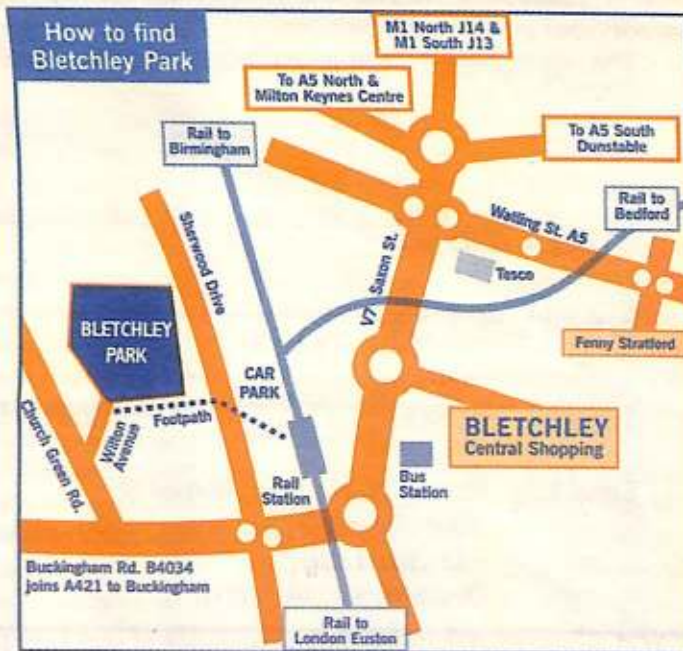 How to find
Bletchley Park
M1 North J14 &
M1 South J13
To A5 North &
Milton Keynes Centre
Rail to
Birmingham
To A5 South
Dunstable
Rail to
Bedford
Watling St. A5
Sherwood Drive
V7 Saxon St.
Tesco
Fenny Stratford
BLETCHLEY
PARK
CAR
PARK
BLETCHLEY
Central Shopping
Church Green Rd.
Wilton
Avenue
Footpath
Rail
Station
Bus
Station
Buckingham Rd. B4034
joins A421 to Buckingham
Rail to
London Euston